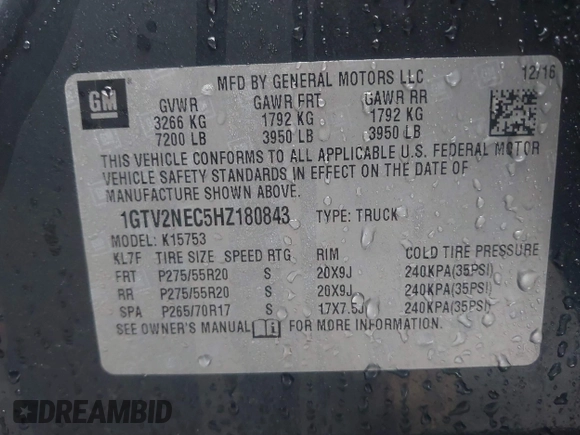 MFD BY GENERAL MOTORS LLC 12/16
GM
GVWR GAWR FRT GAWR RR
3266 KG 1792 KG 1792 KG
7200 LB 3950 LB 3950 LB
THIS VEHICLE CONFORMS TO ALL APPLICABLE U.S. FEDERAL MOTOR
VEHICLE SAFETY STANDARDS IN EFFECT ON THE DATE OF
MANUFACTURE SHOWN ABOVE.
1GTV2NEC5HZ180843 TYPE: TRUCK
MODEL: K15753
KL7F TIRE SIZE SPEED RTG RIM COLD TIRE PRESSURE
FRT P275/55R20 S 20X9J 240KPA(35PSI)
RR P275/55R20 S 20X9J 240KPA(35PSI)
SPA P265/70R17 S 17X7.5J 240KPA(35PSI)
SEE OWNER'S MANUAL FOR MORE INFORMATION.
DREAMBID